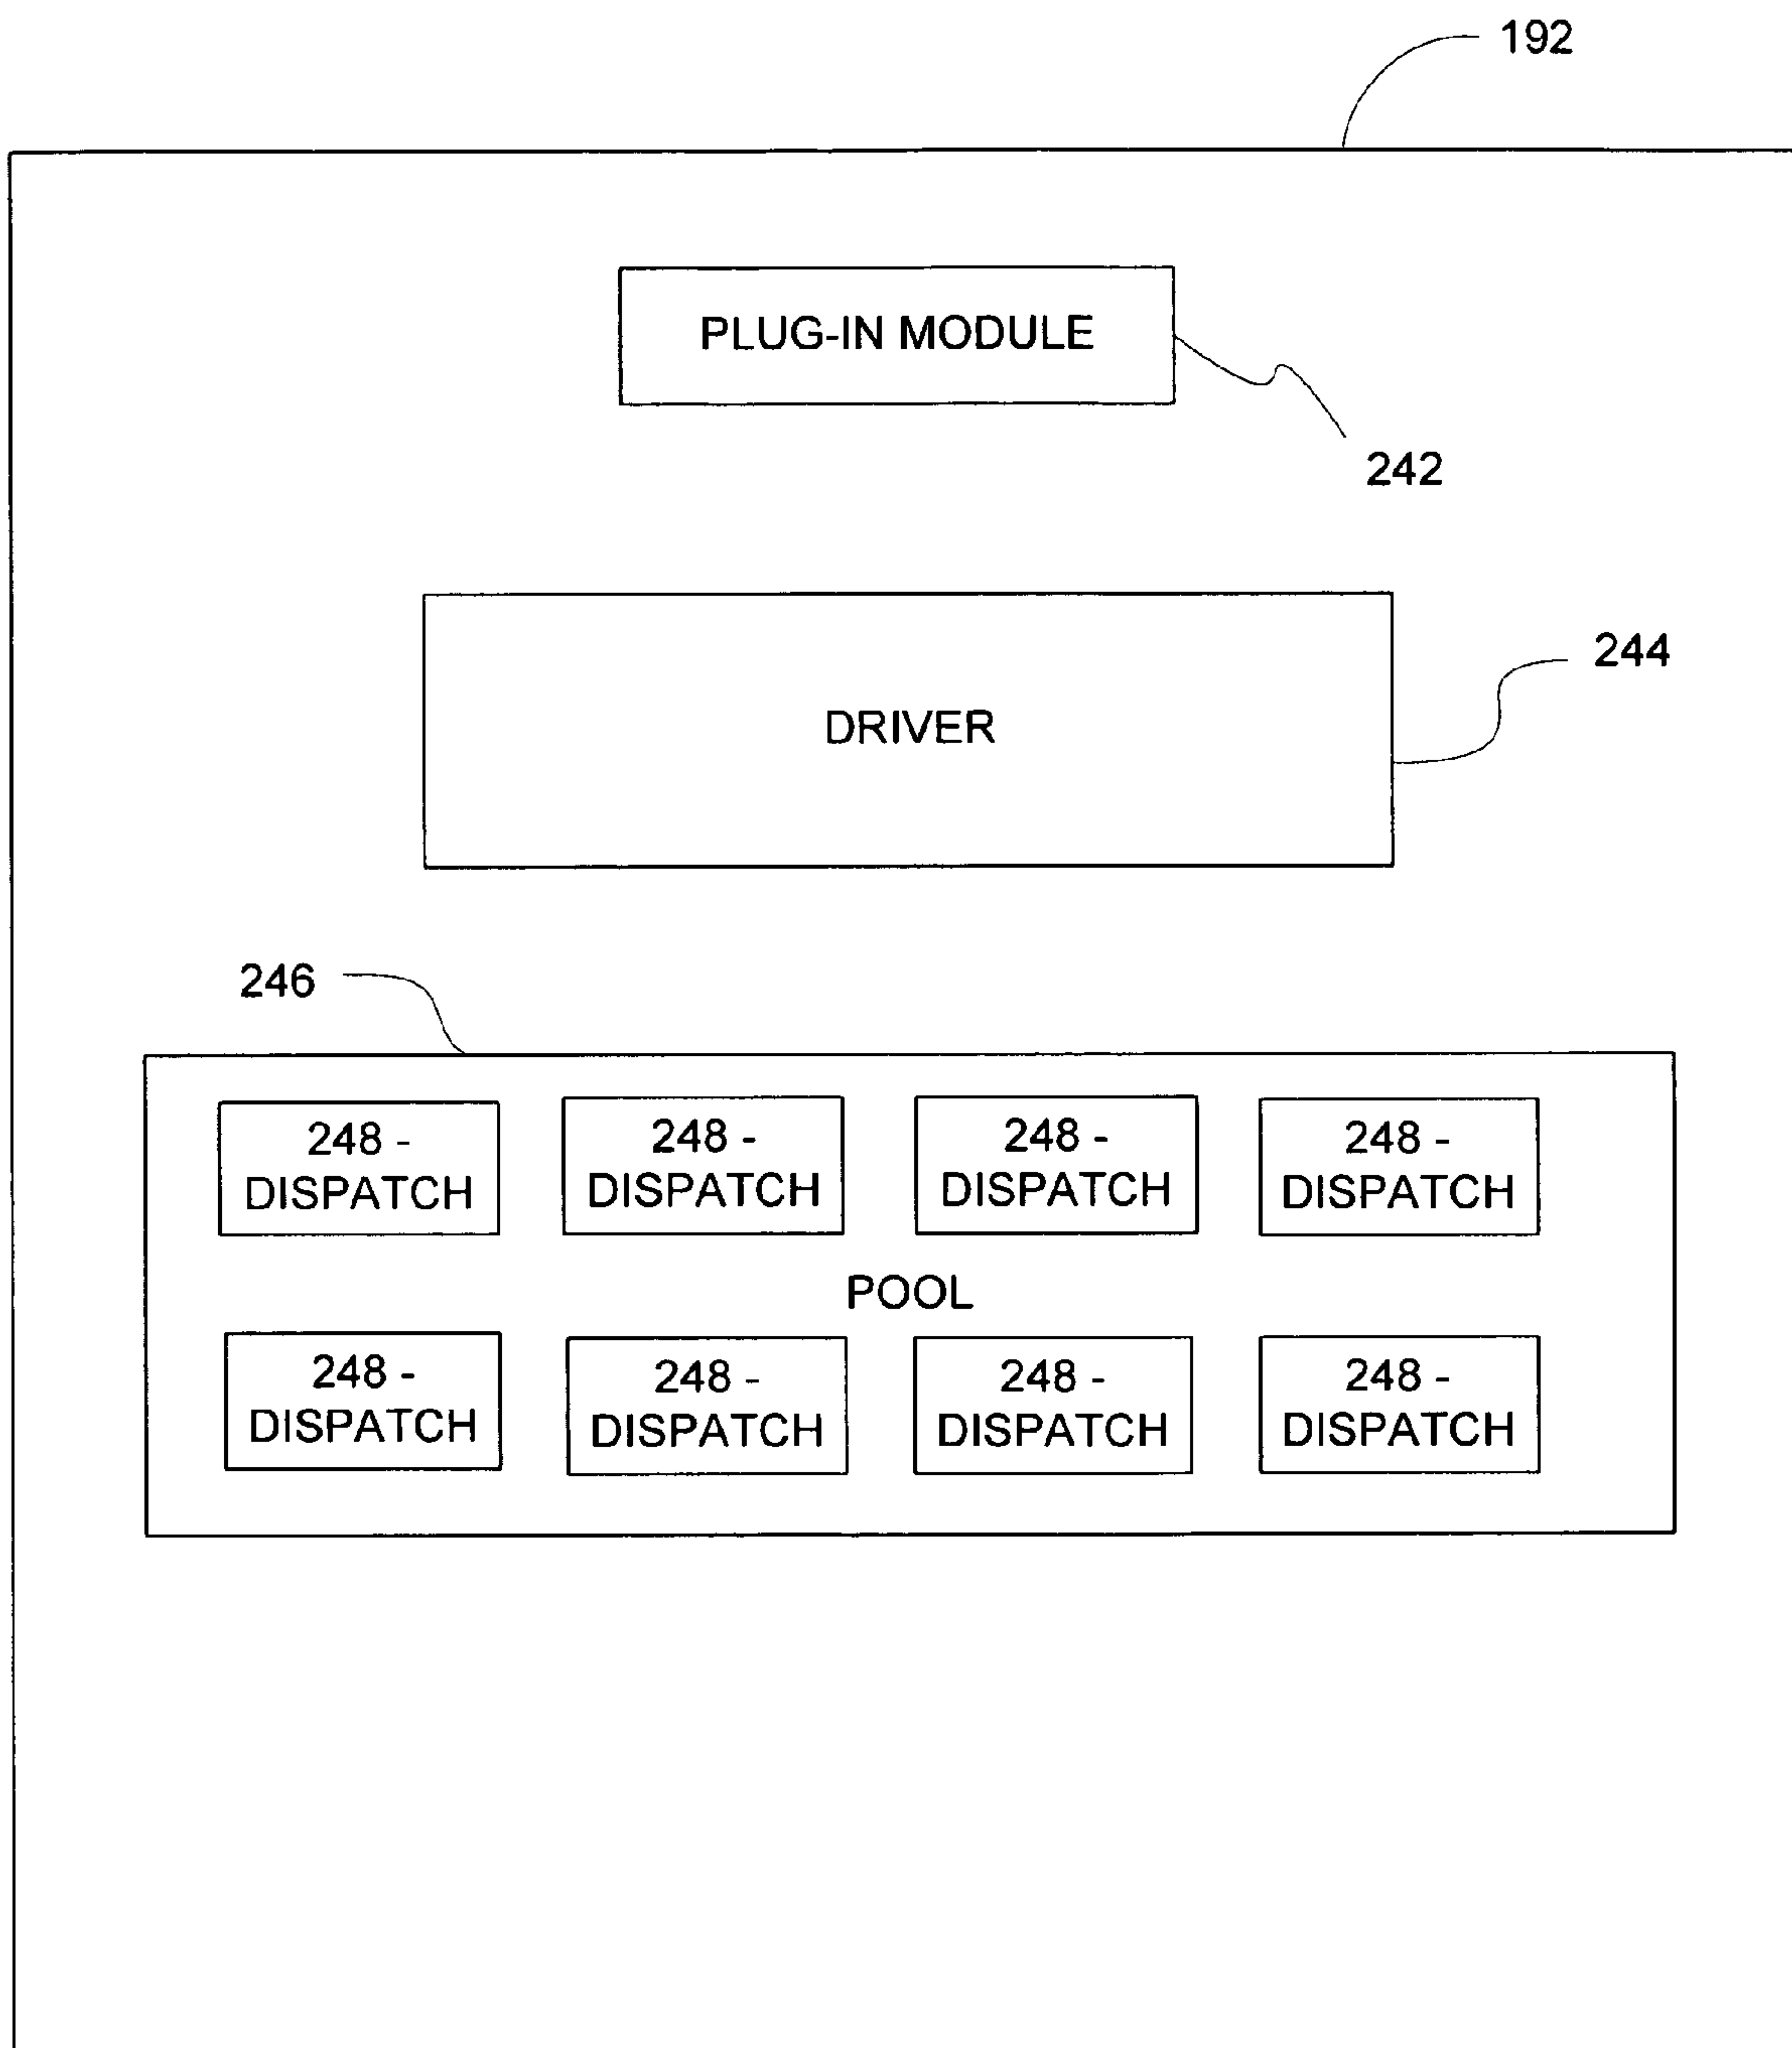 192
PLUG-IN MODULE
242
244
DRIVER
246
248 -
DISPATCH
248 -
DISPATCH
248 -
DISPATCH
248 -
DISPATCH
POOL
248 -
DISPATCH
248 -
DISPATCH
248 -
DISPATCH
248 -
DISPATCH